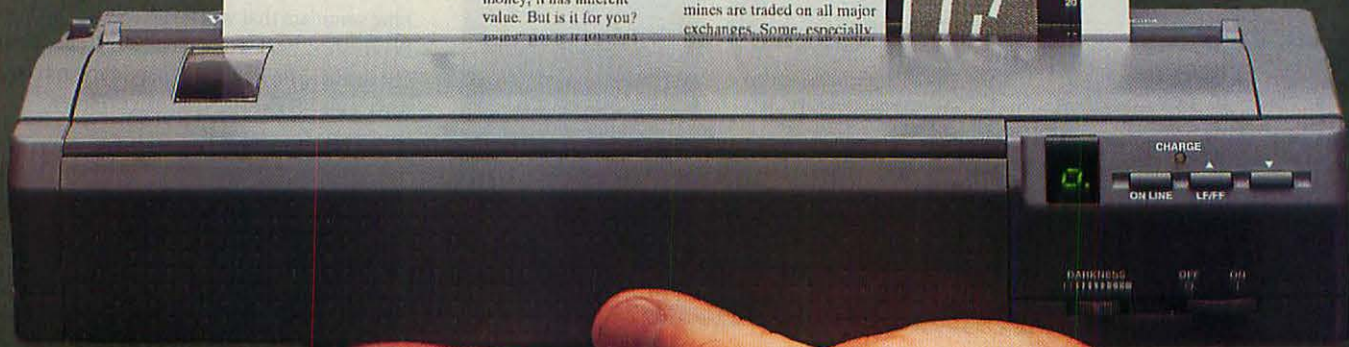 value. But is it for you?
mines are traded on all major
exchanges. Some, especially
20
CHARGE
ON LINE
LF/FF
DARKNESS
OFF
ON